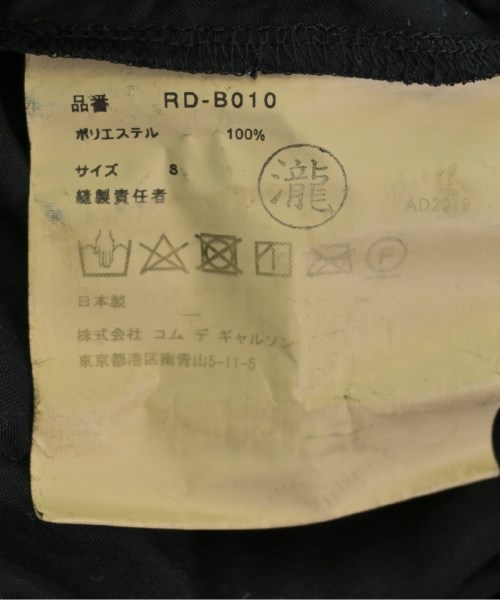 品番 RD-B010
ポリエステル 100%
サイズ S
縫製責任者 瀧
日本製
株式会社 コム デ ギャルソン
東京都港区南青山5-11-5